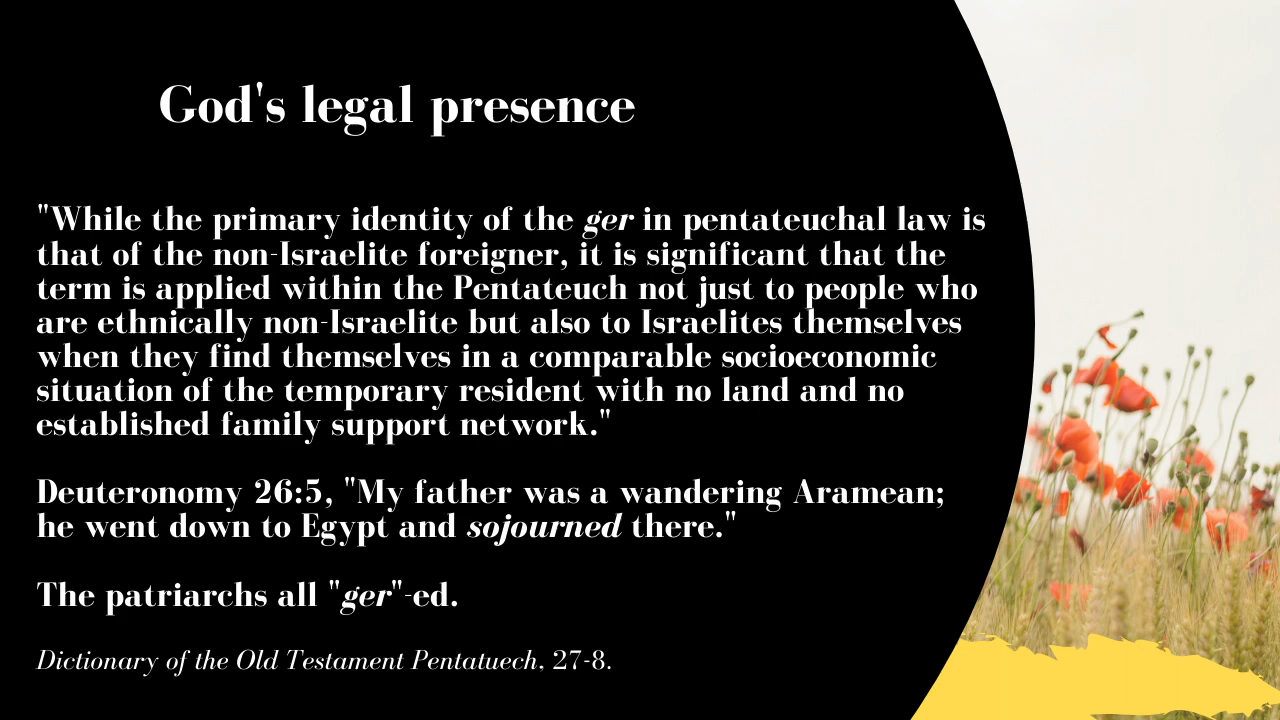 God's legal presence
"While the primary identity of the ger in pentateuchal law is
that of the non-Israelite foreigner, it is significant that the
term is applied within the Pentateuch not just to people who
are ethnically non-Israelite but also to Israelites themselves
when they find themselves in a comparable socioeconomic
situation of the temporary resident with no land and no
established family support network."
Deuteronomy 26:5, "My father was a wandering Aramean;
he went down to Egypt and sojourned there."
The patriarchs all "ger"-ed.
Dictionary of the Old Testament Pentatuech, 27-8.